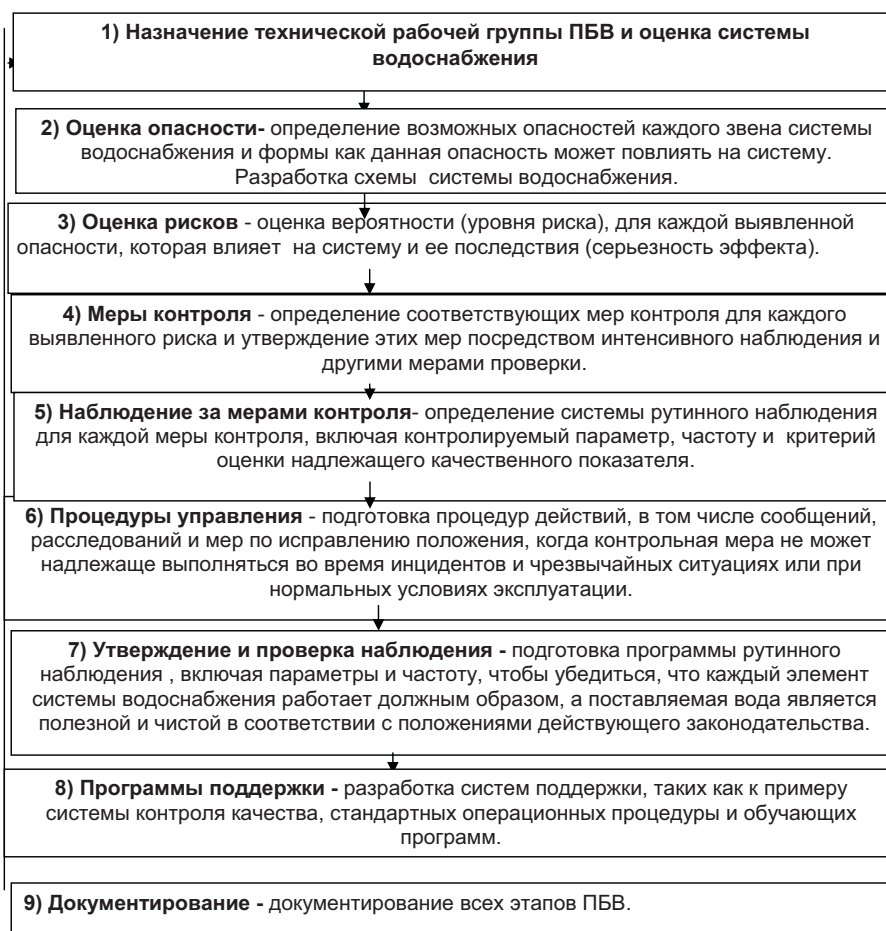 1) Назначение технической рабочей группы ПБВ и оценка системы
водоснабжения
2) Оценка опасности- определение возможных опасностей каждого звена системы
водоснабжения и формы как данная опасность может повлиять на систему.
Разработка схемы системы водоснабжения.
3) Оценка рисков - оценка вероятности (уровня риска), для каждой выявленной
опасности, которая влияет на систему и ее последствия (серьезность эффекта).
4) Меры контроля - определение соответствующих мер контроля для каждого
выявленного риска и утверждение этих мер посредством интенсивного наблюдения и
другими мерами проверки.
5) Наблюдение за мерами контроля- определение системы рутинного наблюдения
для каждой меры контроля, включая контролируемый параметр, частоту и критерий
оценки надлежащего качественного показателя.
6) Процедуры управления - подготовка процедур действий, в том числе сообщений,
расследований и мер по исправлению положения, когда контрольная мера не может
надлежаще выполняться во время инцидентов и чрезвычайных ситуациях или при
нормальных условиях эксплуатации.
7) Утверждение и проверка наблюдения - подготовка программы рутинного
наблюдения , включая параметры и частоту, чтобы убедиться, что каждый элемент
системы водоснабжения работает должным образом, а поставляемая вода является
полезной и чистой в соответствии с положениями действующего законодательства.
8) Программы поддержки - разработка систем поддержки, таких как к примеру
системы контроля качества, стандартных операционных процедуры и обучающих
программ.
9) Документирование - документирование всех этапов ПБВ.